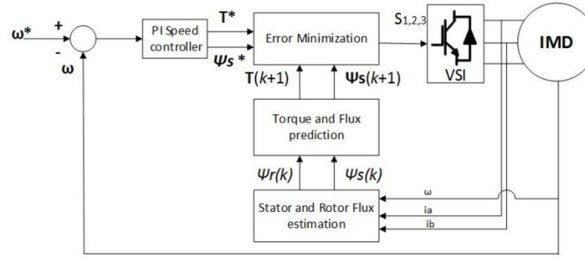 ω*
+
-
ω
PI Speed
controller
T*
Ψs *
Error Minimization
S1,2,3
VSI
IMD
T(k+1)
Ψs(k+1)
Torque and Flux
prediction
Ψr(k)
Ψs(k)
Stator and Rotor Flux
estimation
ω
ia
ib